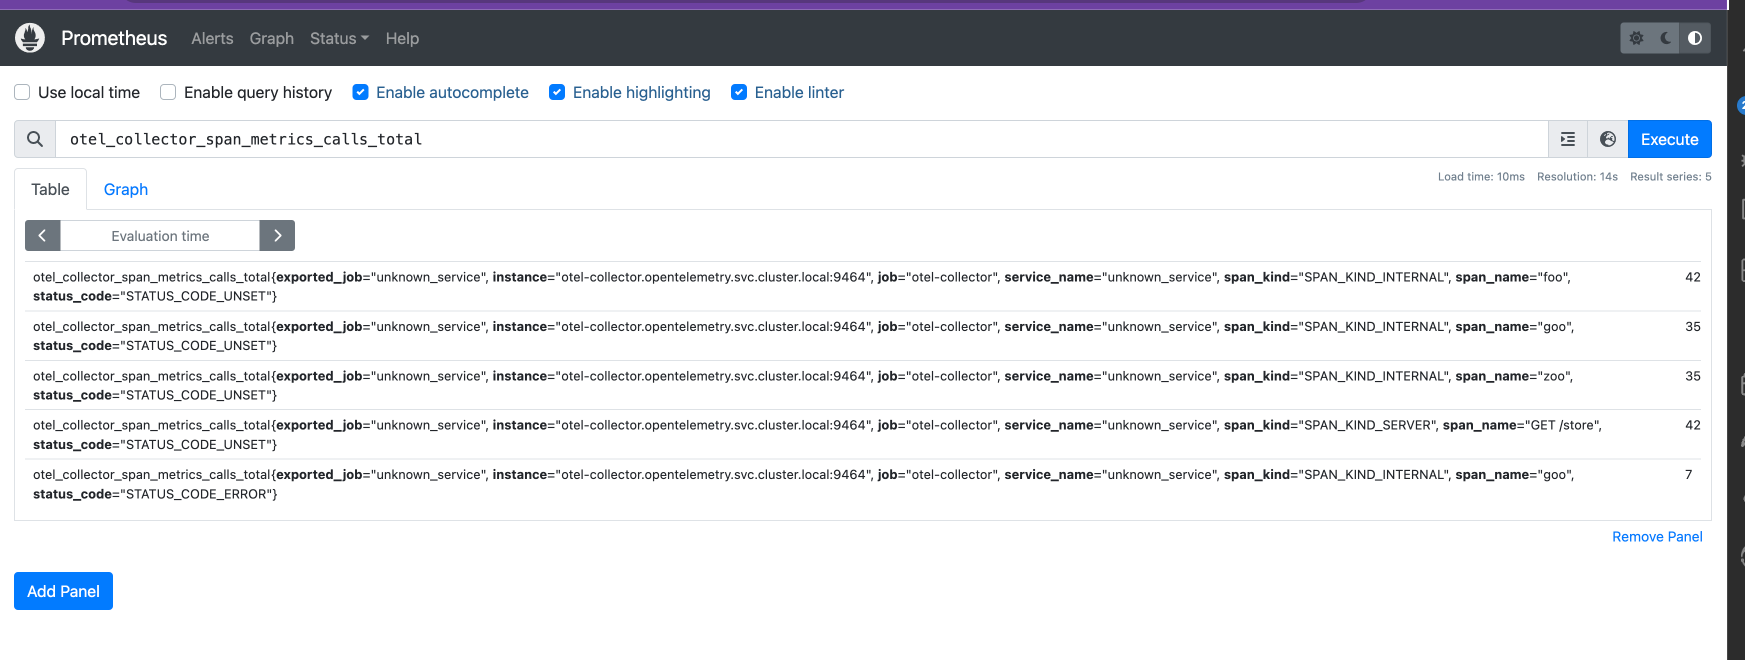 Prometheus Alerts Graph Status Help
Use local time Enable query history Enable autocomplete Enable highlighting Enable linter
otel_collector_span_metrics_calls_total Execute
Table Graph Load time: 10ms Resolution: 14s Result series: 5
Evaluation time
otel_collector_span_metrics_calls_total{exported_job="unknown_service", instance="otel-collector.opentelemetry.svc.cluster.local:9464", job="otel-collector", service_name="unknown_service", span_kind="SPAN_KIND_INTERNAL", span_name="foo", 42
status_code="STATUS_CODE_UNSET"}
otel_collector_span_metrics_calls_total{exported_job="unknown_service", instance="otel-collector.opentelemetry.svc.cluster.local:9464", job="otel-collector", service_name="unknown_service", span_kind="SPAN_KIND_INTERNAL", span_name="goo", 35
status_code="STATUS_CODE_UNSET"}
otel_collector_span_metrics_calls_total{exported_job="unknown_service", instance="otel-collector.opentelemetry.svc.cluster.local:9464", job="otel-collector", service_name="unknown_service", span_kind="SPAN_KIND_INTERNAL", span_name="zoo", 35
status_code="STATUS_CODE_UNSET"}
otel_collector_span_metrics_calls_total{exported_job="unknown_service", instance="otel-collector.opentelemetry.svc.cluster.local:9464", job="otel-collector", service_name="unknown_service", span_kind="SPAN_KIND_SERVER", span_name="GET /store", 42
status_code="STATUS_CODE_UNSET"}
otel_collector_span_metrics_calls_total{exported_job="unknown_service", instance="otel-collector.opentelemetry.svc.cluster.local:9464", job="otel-collector", service_name="unknown_service", span_kind="SPAN_KIND_INTERNAL", span_name="goo", 7
status_code="STATUS_CODE_ERROR"}
Remove Panel
Add Panel